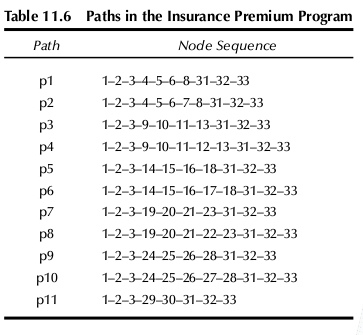 Table 11.6 Paths in the Insurance Premium Program
Path Node Sequence
p1 1–2–3–4–5–6–8–31–32–33
p2 1–2–3–4–5–6–7–8–31–32–33
p3 1–2–3–9–10–11–13–31–32–33
p4 1–2–3–9–10–11–12–13–31–32–33
p5 1–2–3–14–15–16–18–31–32–33
p6 1–2–3–14–15–16–17–18–31–32–33
p7 1–2–3–19–20–21–23–31–32–33
p8 1–2–3–19–20–21–22–23–31–32–33
p9 1–2–3–24–25–26–28–31–32–33
p10 1–2–3–24–25–26–27–28–31–32–33
p11 1–2–3–29–30–31–32–33